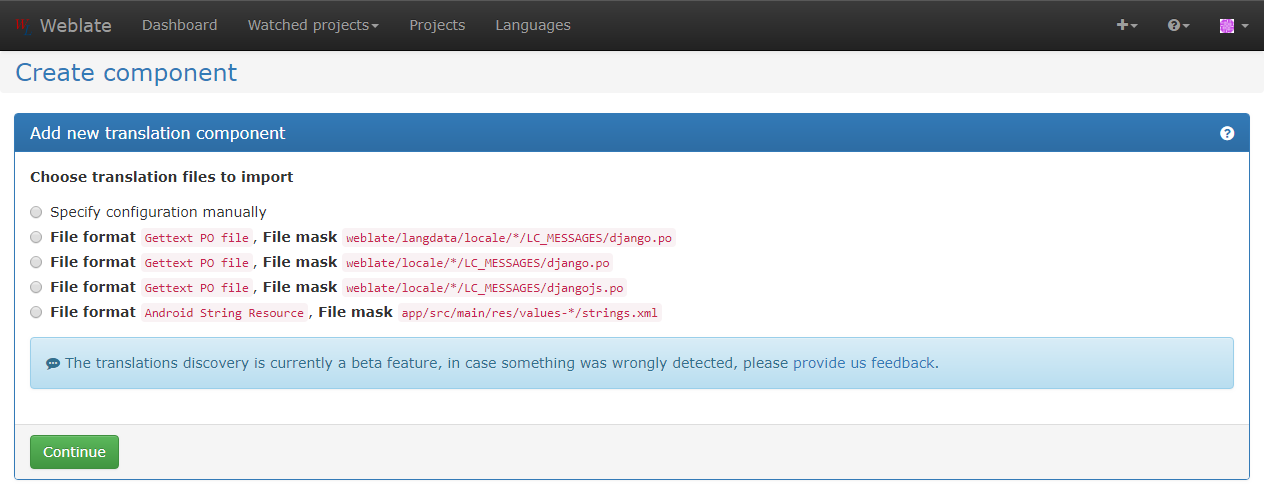 Weblate Dashboard Watched projects Projects Languages
Create component
Add new translation component
Choose translation files to import
Specify configuration manually
File format Gettext PO file, File mask weblate/langdata/locale/*/LC_MESSAGES/django.po
File format Gettext PO file, File mask weblate/locale/*/LC_MESSAGES/django.po
File format Gettext PO file, File mask weblate/locale/*/LC_MESSAGES/djangojs.po
File format Android String Resource, File mask app/src/main/res/values-*/strings.xml
The translations discovery is currently a beta feature, in case something was wrongly detected, please provide us feedback.
Continue